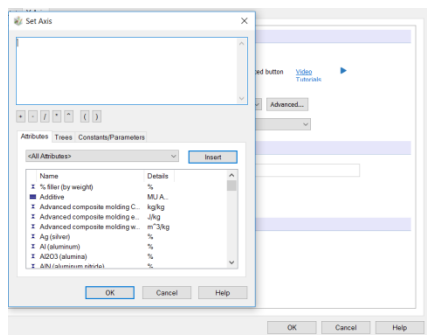 Set Axis
ted button Video
Tutorials
Advanced...
+ - / * ^ ( )
Attributes Trees Constants/Parameters
<All Attributes> Insert
Name Details
% filler (by weight) %
Additive MU A..
Advanced composite molding C... kg/kg
Advanced composite molding e... J/kg
Advanced composite molding w... m^3/kg
Ag (silver) %
Al (aluminum) %
Al2O3 (alumina) %
AlN (aluminum nitride) %
OK Cancel Help
OK Cancel Help